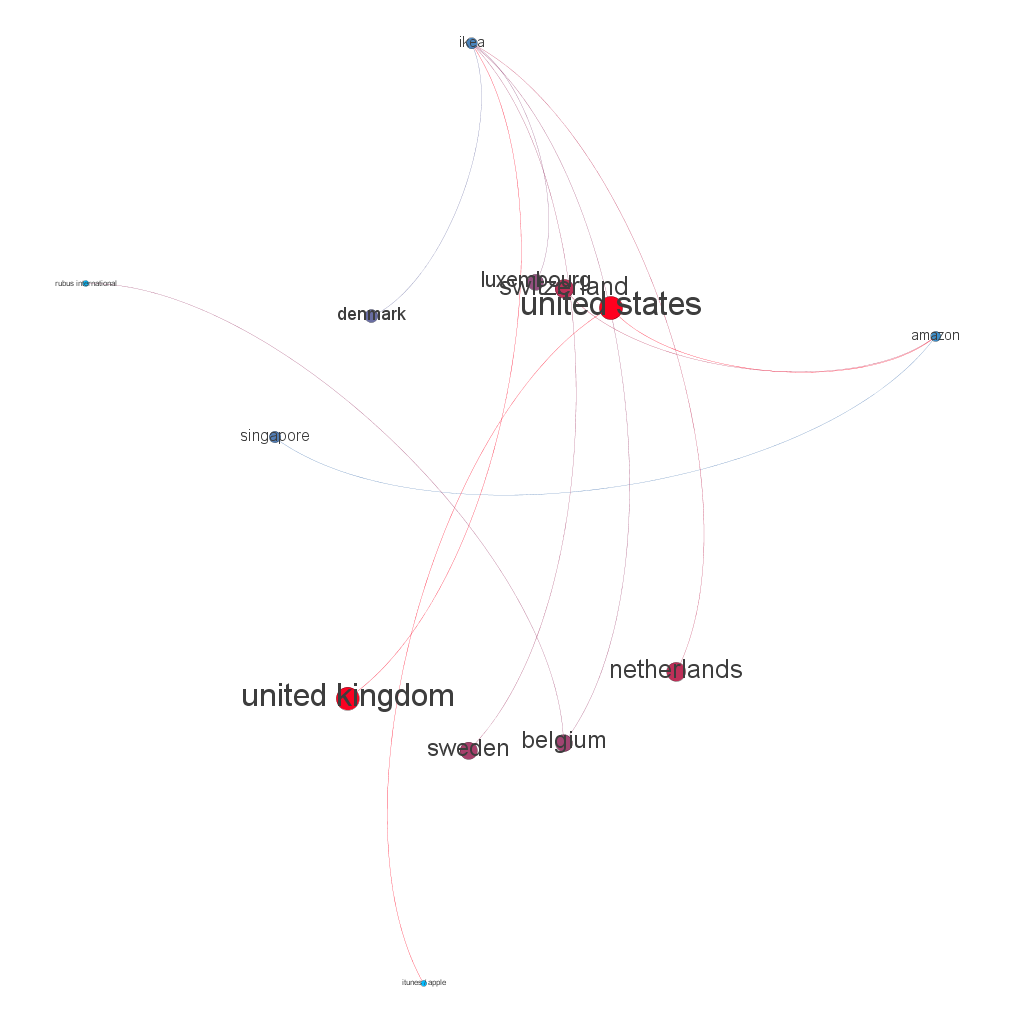 ikea
rubus international
luxembourg
switzerland
united states
denmark
amazon
singapore
netherlands
united kingdom
belgium
sweden
itunes / apple